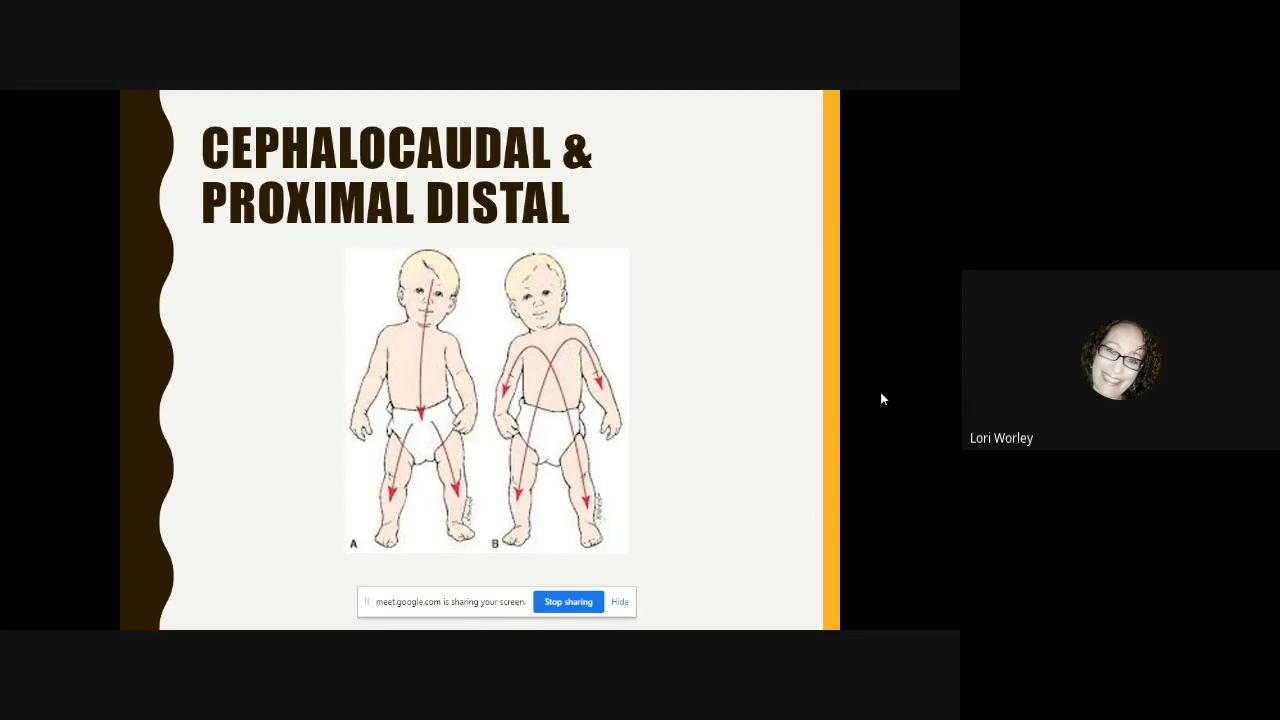 CEPHALOCAUDAL &
PROXIMAL DISTAL
A
B
meet.google.com is sharing your screen.
Stop sharing
Hide
Lori Worley